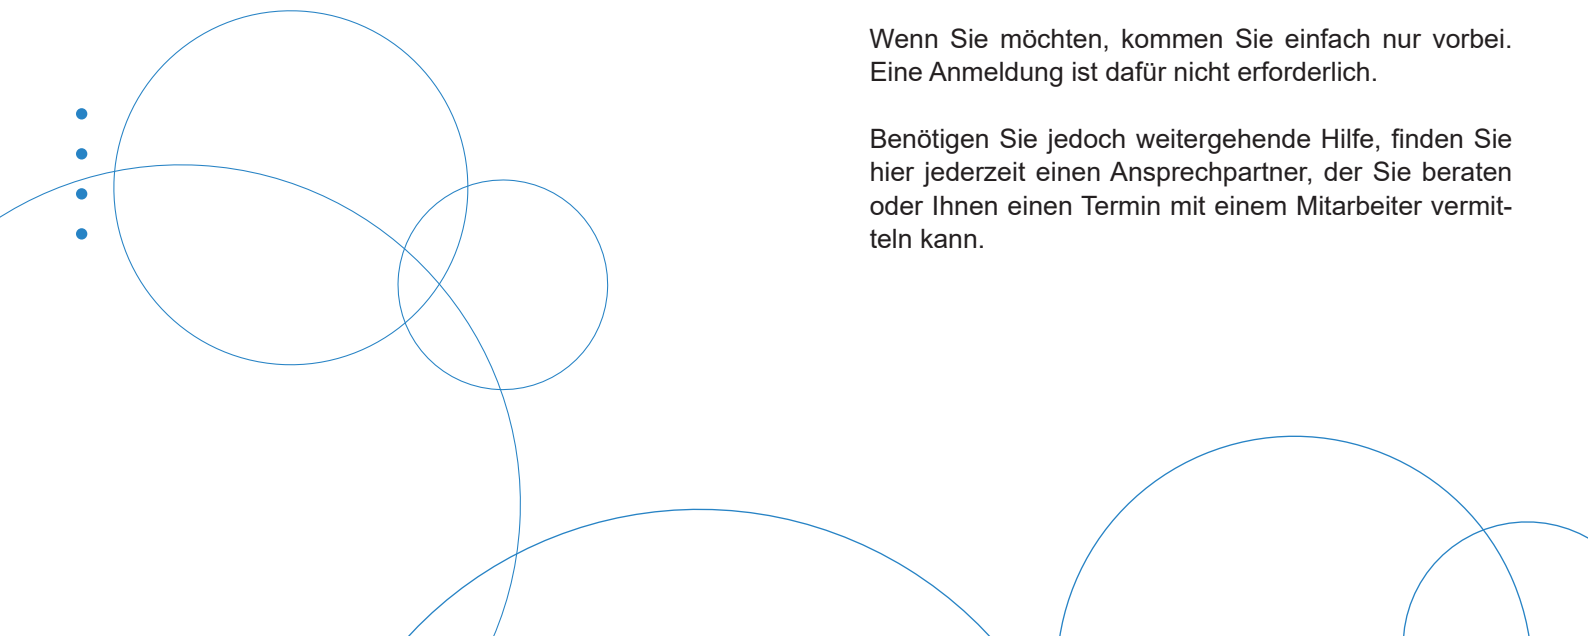 Wenn Sie möchten, kommen Sie einfach nur vorbei.
Eine Anmeldung ist dafür nicht erforderlich.
Benötigen Sie jedoch weitergehende Hilfe, finden Sie
hier jederzeit einen Ansprechpartner, der Sie beraten
oder Ihnen einen Termin mit einem Mitarbeiter vermit-
teln kann.